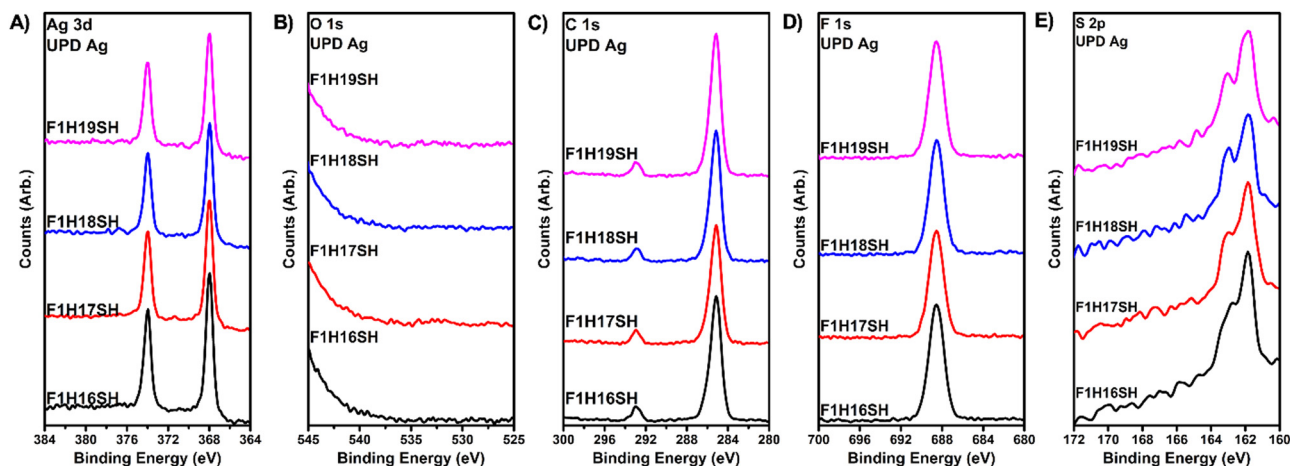 A)
Ag 3d
UPD Ag
F1H19SH
F1H18SH
F1H17SH
F1H16SH
Counts (Arb.)
384 380 376 372 368 364
Binding Energy (eV)
B)
O 1s
UPD Ag
F1H19SH
F1H18SH
F1H17SH
F1H16SH
Counts (Arb.)
545 540 535 530 525
Binding Energy (eV)
C)
C 1s
UPD Ag
F1H19SH
F1H18SH
F1H17SH
F1H16SH
Counts (Arb.)
300 296 292 288 284 280
Binding Energy (eV)
D)
F 1s
UPD Ag
F1H19SH
F1H18SH
F1H17SH
F1H16SH
Counts (Arb.)
700 696 692 688 684 680
Binding Energy (eV)
E)
S 2p
UPD Ag
F1H19SH
F1H18SH
F1H17SH
F1H16SH
Counts (Arb.)
172 170 168 166 164 162 160
Binding Energy (eV)